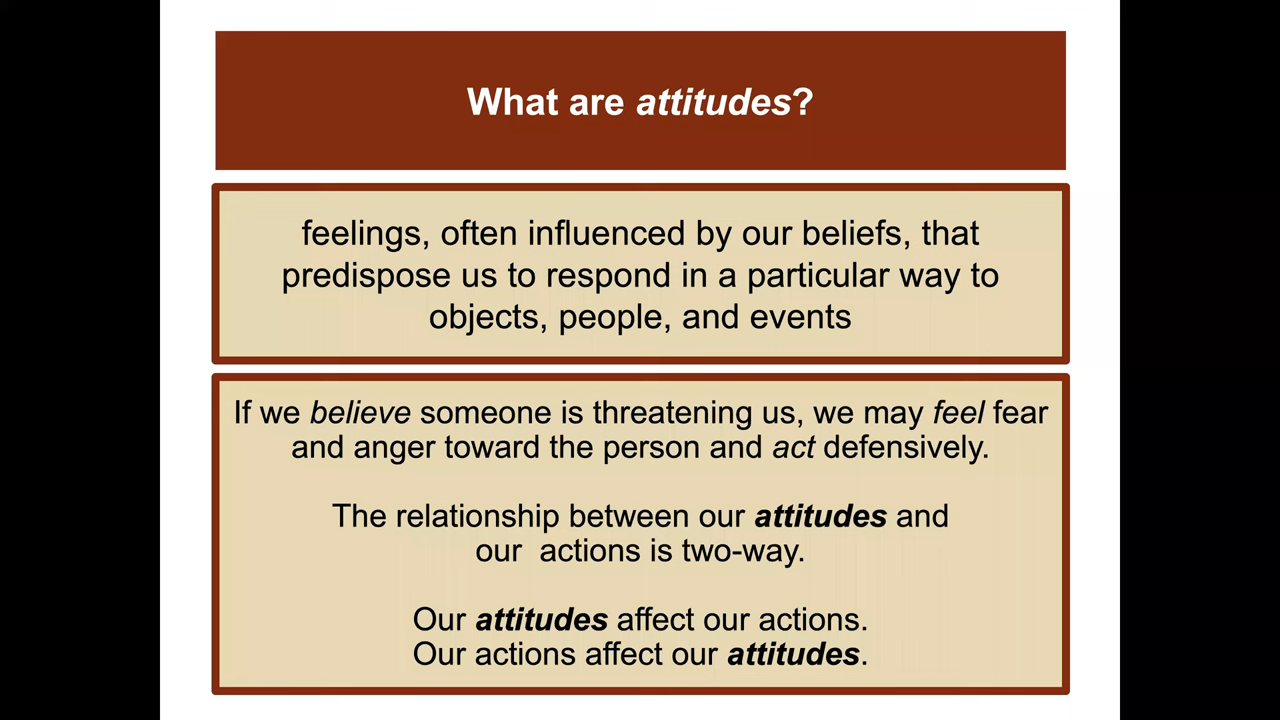 What are attitudes?
feelings, often influenced by our beliefs, that
predispose us to respond in a particular way to
objects, people, and events
If we believe someone is threatening us, we may feel fear
and anger toward the person and act defensively.
The relationship between our attitudes and
our  actions is two-way.
Our attitudes affect our actions.
Our actions affect our attitudes.